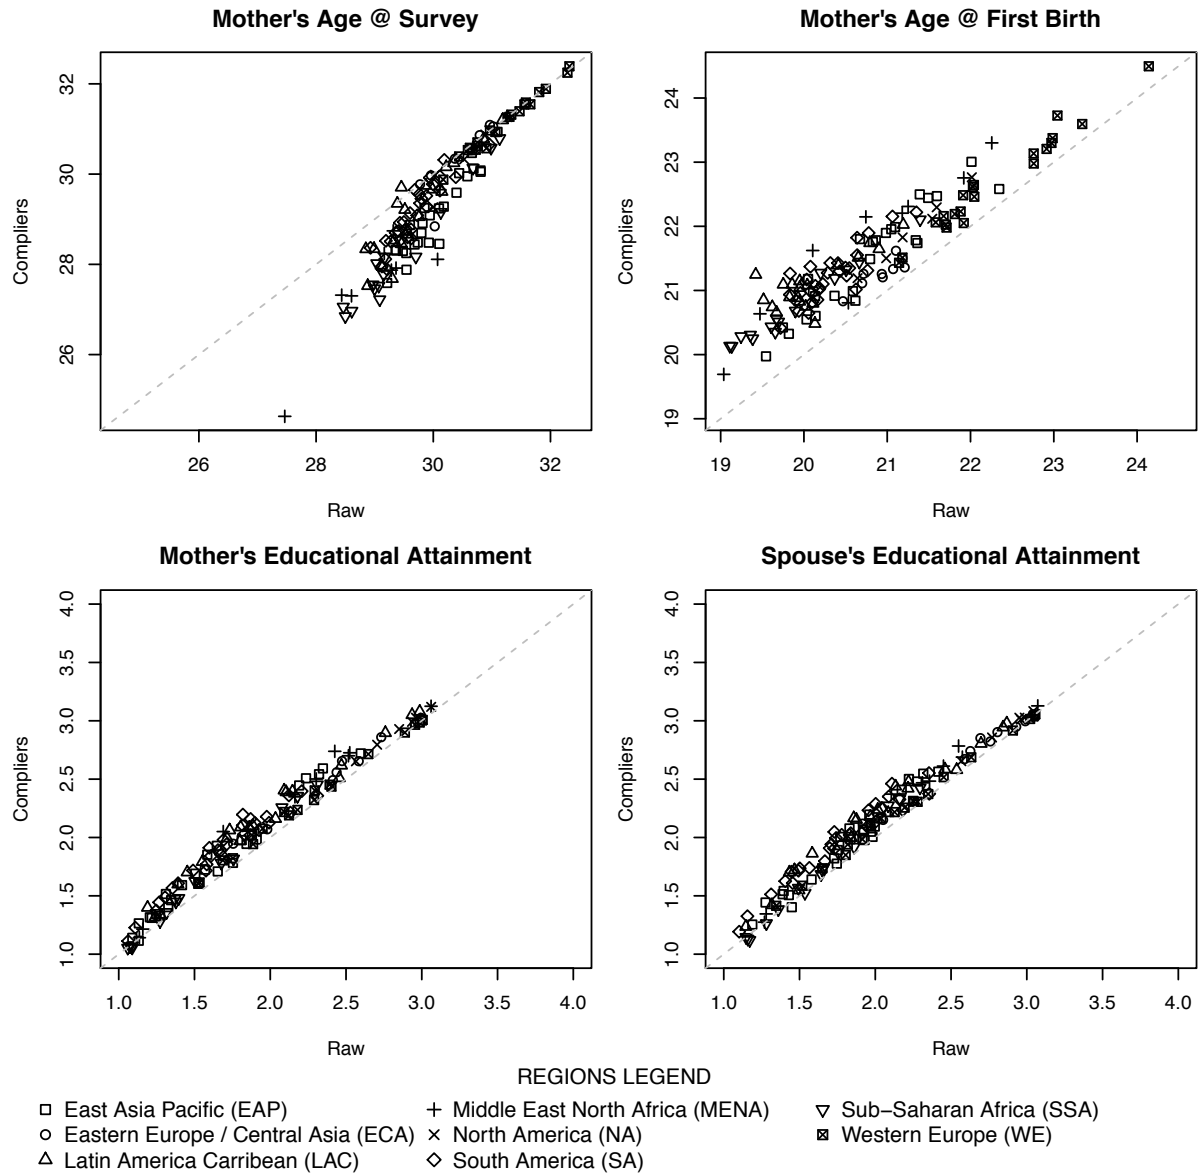 Mother's Age @ Survey
Compliers
32
30
28
26
26 28 30 32
Raw
Mother's Age @ First Birth
Compliers
24
23
22
21
20
19
19 20 21 22 23 24
Raw
Mother's Educational Attainment
Compliers
4.0
3.5
3.0
2.5
2.0
1.5
1.0
1.0 1.5 2.0 2.5 3.0 3.5 4.0
Raw
Spouse's Educational Attainment
Compliers
4.0
3.5
3.0
2.5
2.0
1.5
1.0
1.0 1.5 2.0 2.5 3.0 3.5 4.0
Raw
REGIONS LEGEND
East Asia Pacific (EAP)
Eastern Europe / Central Asia (ECA)
Latin America Carribean (LAC)
Middle East North Africa (MENA)
North America (NA)
South America (SA)
Sub−Saharan Africa (SSA)
Western Europe (WE)